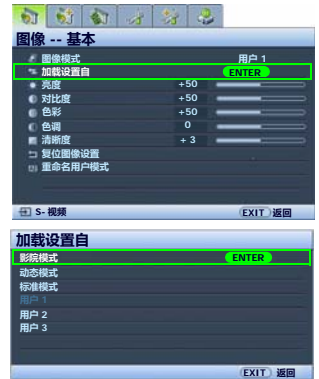 图像 -- 基本
图像模式 用户 1
加载设置自 ENTER
亮度 +50
对比度 +50
色彩 +50
色调 0
清晰度 + 3
复位图像设置
重命名用户模式
S- 视频 EXIT 返回
加载设置自
影院模式 ENTER
动态模式
标准模式
用户 1
用户 2
用户 3
EXIT 返回